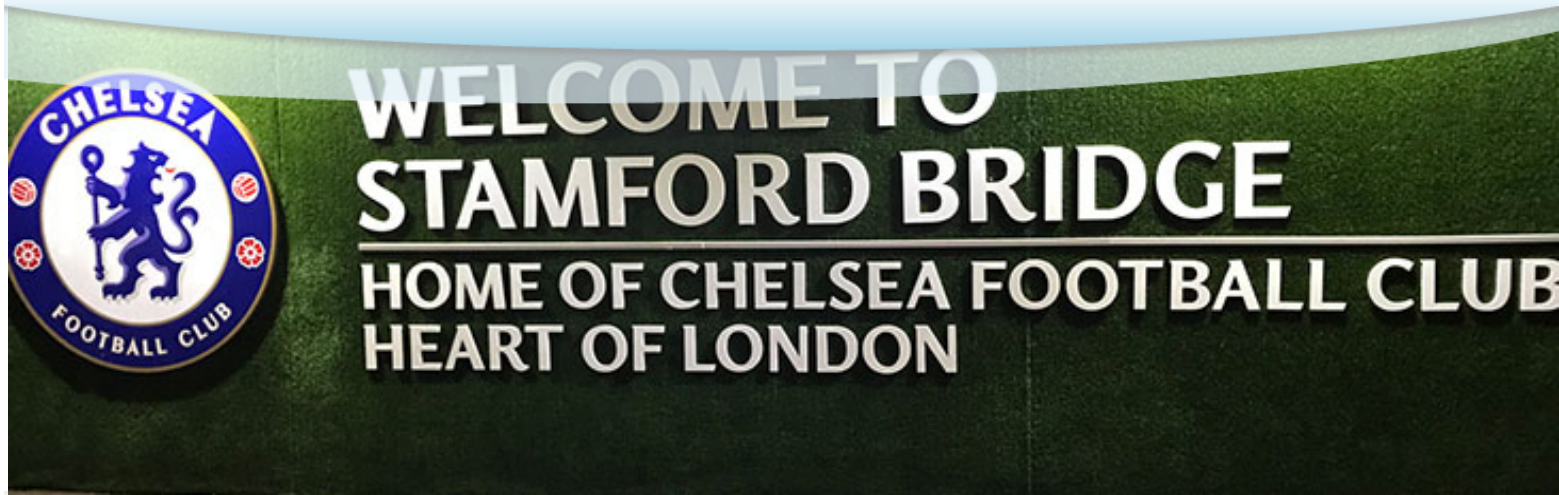 CHELSEA
FOOTBALL CLUB
WELCOME TO
STAMFORD BRIDGE
HOME OF CHELSEA FOOTBALL CLUB
HEART OF LONDON